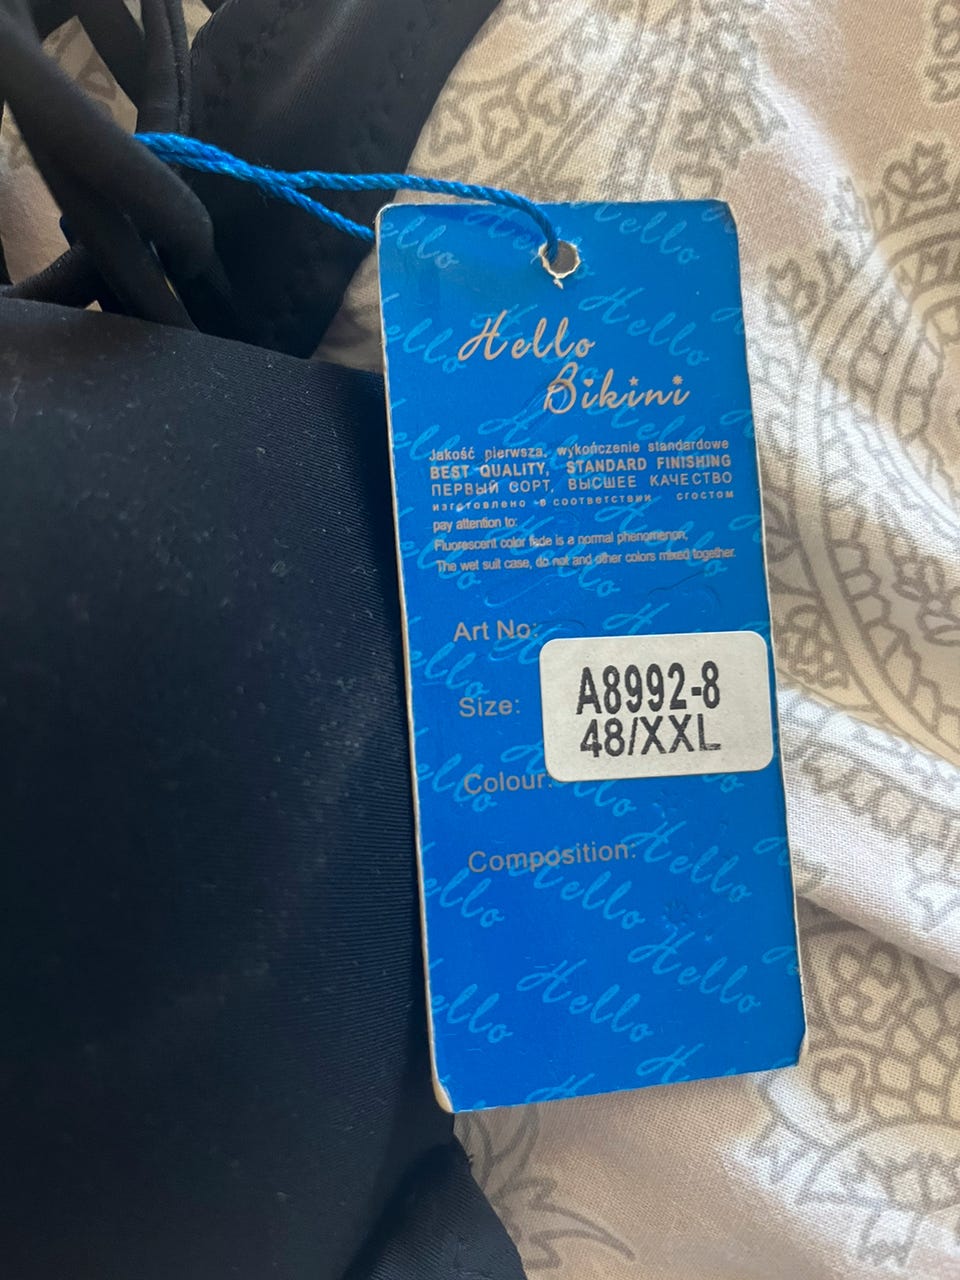 Hello
Bikini
Jakość pierwsza, wykończenie standardowe
BEST QUALITY, STANDARD FINISHING
ПЕРВЫЙ СОРТ, ВЫСШЕЕ КАЧЕСТВО
изготовлено в соответствии сгостом
pay attention to:
Fluorescent color fade is a normal phenomenon,
The wet suit case, do not and other colors mixed together.
Art No:
A8992-8
Size:
48/XXL
Colour:
Composition: